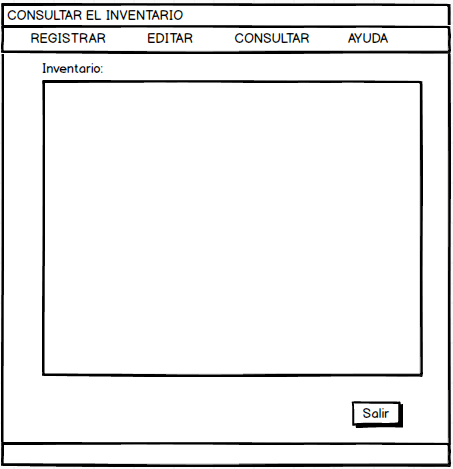 CONSULTAR EL INVENTARIO
REGISTRAR EDITAR CONSULTAR AYUDA
Inventario:
Salir